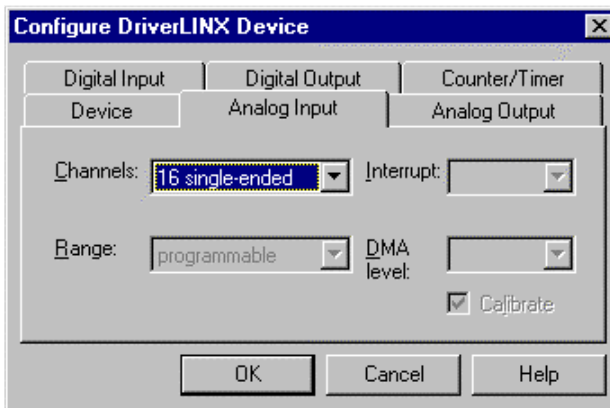 Configure DriverLINX Device
Digital Input Digital Output Counter/Timer
Device Analog Input Analog Output
Channels: 16 single-ended Interrupt:
Range: programmable DMA level:
Calibrate
OK Cancel Help